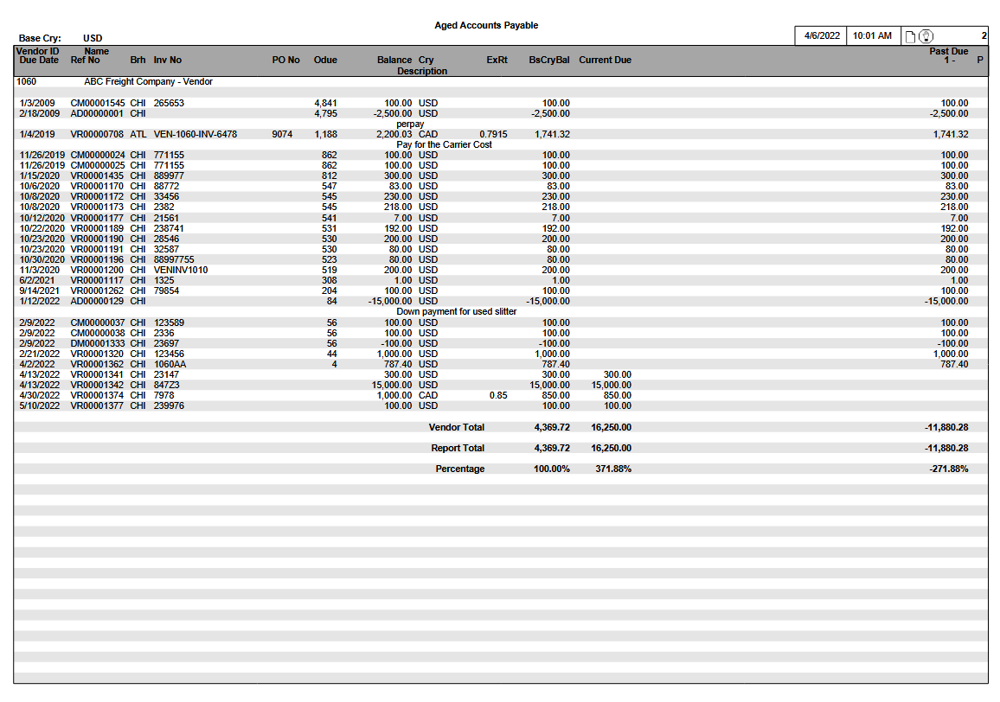 Aged Accounts Payable
Base Cry: USD 4/6/2022 10:01 AM 2
Vendor ID Name Past Due
Due Date Ref No Brh Inv No PO No Odue Balance Cry ExRt BsCryBal Current Due 1 - P
Description
1060 ABC Freight Company - Vendor
1/3/2009 CM00001545 CHI 265653 4,841 100.00 USD 100.00 100.00
2/18/2009 AD00000001 CHI 4,795 -2,500.00 USD -2,500.00 -2,500.00
perpay
1/4/2019 VR00000708 ATL VEN-1060-INV-6478 9074 1,188 2,200.03 CAD 0.7915 1,741.32 1,741.32
Pay for the Carrier Cost
11/26/2019 CM00000024 CHI 771155 862 100.00 USD 100.00 100.00
11/26/2019 CM00000025 CHI 771155 862 100.00 USD 100.00 100.00
1/15/2020 VR00001435 CHI 889977 812 300.00 USD 300.00 300.00
10/6/2020 VR00001170 CHI 88772 547 83.00 USD 83.00 83.00
10/8/2020 VR00001172 CHI 33456 545 230.00 USD 230.00 230.00
10/8/2020 VR00001173 CHI 2382 545 218.00 USD 218.00 218.00
10/12/2020 VR00001177 CHI 21561 541 7.00 USD 7.00 7.00
10/22/2020 VR00001189 CHI 238741 531 192.00 USD 192.00 192.00
10/23/2020 VR00001190 CHI 28546 530 200.00 USD 200.00 200.00
10/23/2020 VR00001191 CHI 32587 530 80.00 USD 80.00 80.00
10/30/2020 VR00001196 CHI 88997755 523 80.00 USD 80.00 80.00
11/3/2020 VR00001200 CHI VENINV1010 519 200.00 USD 200.00 200.00
6/2/2021 VR00001117 CHI 1325 308 1.00 USD 1.00 1.00
9/14/2021 VR00001262 CHI 79854 204 100.00 USD 100.00 100.00
1/12/2022 AD00000129 CHI 84 -15,000.00 USD -15,000.00 -15,000.00
Down payment for used slitter
2/9/2022 CM00000037 CHI 123589 56 100.00 USD 100.00 100.00
2/9/2022 CM00000038 CHI 2336 56 100.00 USD 100.00 100.00
2/9/2022 DM00001333 CHI 23697 56 -100.00 USD -100.00 -100.00
2/21/2022 VR00001320 CHI 123456 44 1,000.00 USD 1,000.00 1,000.00
4/2/2022 VR00001362 CHI 1060AA 4 787.40 USD 787.40 787.40
4/13/2022 VR00001341 CHI 23147 300.00 USD 300.00 300.00
4/13/2022 VR00001342 CHI 847Z3 15,000.00 USD 15,000.00 15,000.00
4/30/2022 VR00001374 CHI 7978 1,000.00 CAD 0.85 850.00 850.00
5/10/2022 VR00001377 CHI 239976 100.00 USD 100.00 100.00
Vendor Total 4,369.72 16,250.00 -11,880.28
Report Total 4,369.72 16,250.00 -11,880.28
Percentage 100.00% 371.88% -271.88%